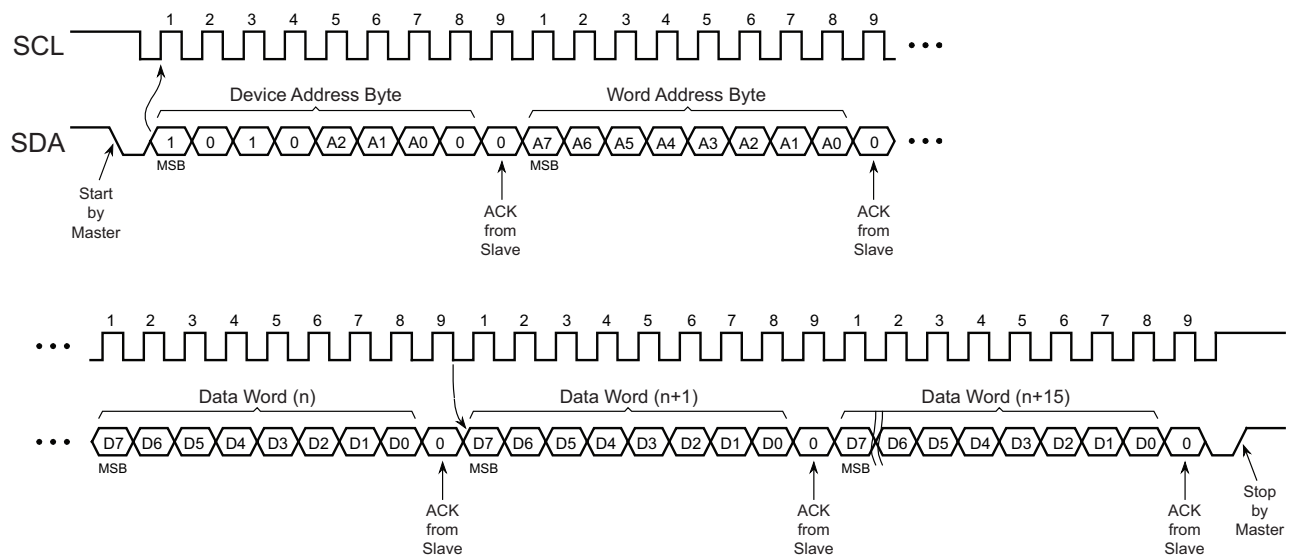 1 2 3 4 5 6 7 8 9 1 2 3 4 5 6 7 8 9
SCL
Device Address Byte Word Address Byte
SDA 1 0 1 0 A2 A1 A0 0 0 A7 A6 A5 A4 A3 A2 A1 A0 0
MSB MSB
Start
by
Master
ACK
from
Slave
ACK
from
Slave
1 2 3 4 5 6 7 8 9 1 2 3 4 5 6 7 8 9 1 2 3 4 5 6 7 8 9
Data Word (n) Data Word (n+1) Data Word (n+15)
D7 D6 D5 D4 D3 D2 D1 D0 0 D7 D6 D5 D4 D3 D2 D1 D0 0 D7 D6 D5 D4 D3 D2 D1 D0 0
MSB MSB MSB
ACK
from
Slave
ACK
from
Slave
ACK
from
Slave
Stop
by
Master